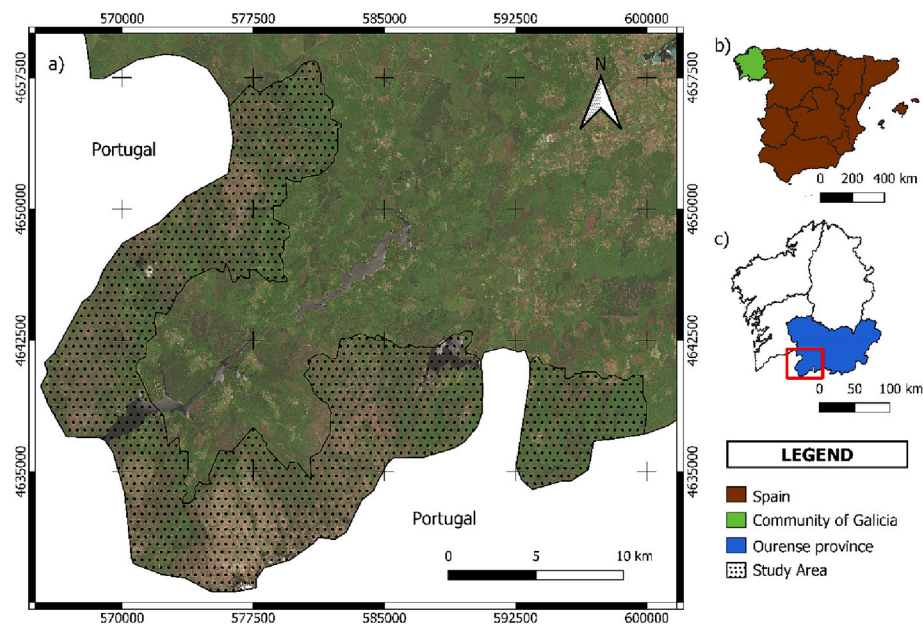 570000 577500 585000 592500 600000
a)
N
4657500 4657500
Portugal
4650000 4650000
4642500 4642500
4635000 4635000
Portugal
0 5 10 km
570000 577500 585000 592500 600000
b)
0 200 400 km
c)
0 50 100 km
LEGEND
Spain
Community of Galicia
Ourense province
Study Area